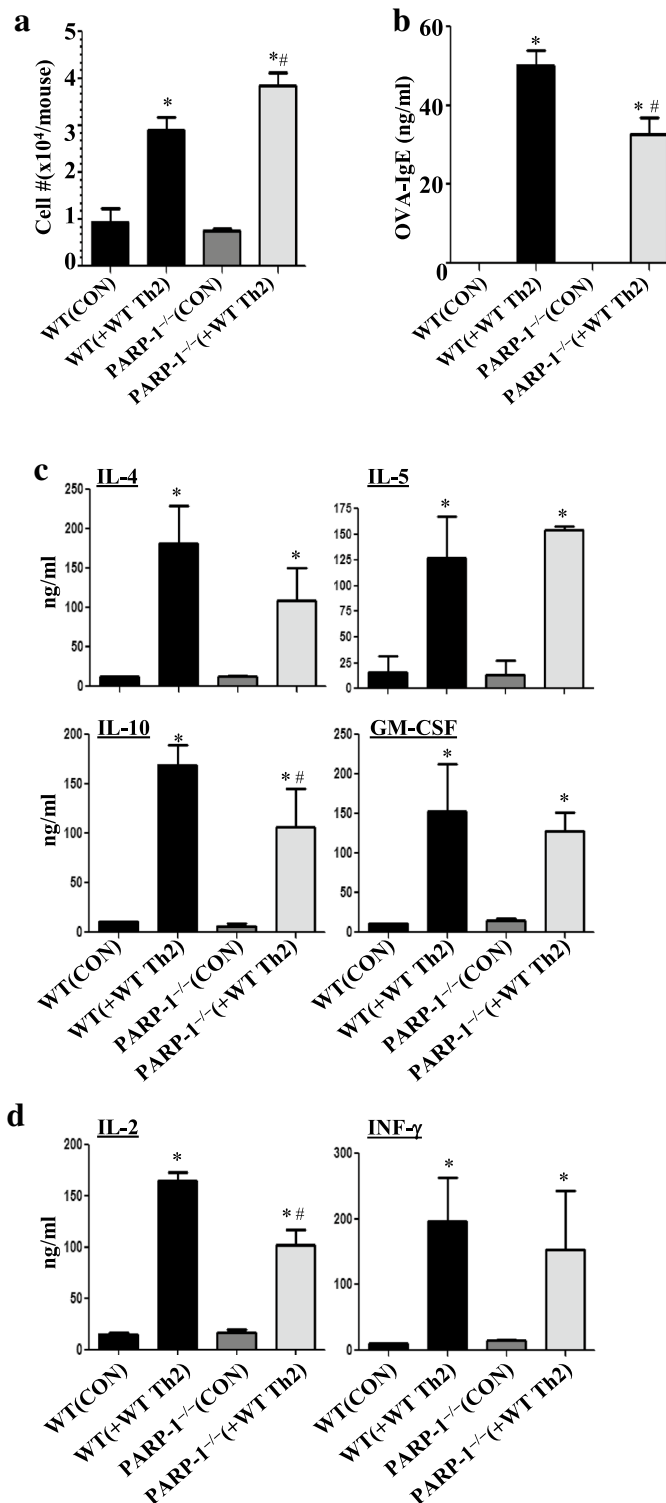 a
Cell #(x10⁴/mouse)
5
4
3
2
1
0
*
*#
WT(CON)
WT(+WT Th2)
PARP-1⁻/⁻(CON)
PARP-1⁻/⁻(+WT Th2)
b
OVA-IgE (ng/ml)
60
40
20
0
*
* #
WT(CON)
WT(+WT Th2)
PARP-1⁻/⁻(CON)
PARP-1⁻/⁻(+WT Th2)
c
IL-4
ng/ml
250
200
150
100
50
0
*
*
IL-5
175
150
125
100
75
50
25
0
*
*
IL-10
ng/ml
200
150
100
50
0
*
* #
WT(CON)
WT(+WT Th2)
PARP-1⁻/⁻(CON)
PARP-1⁻/⁻(+WT Th2)
GM-CSF
250
200
150
100
50
0
*
*
WT(CON)
WT(+WT Th2)
PARP-1⁻/⁻(CON)
PARP-1⁻/⁻(+WT Th2)
d
IL-2
ng/ml
200
150
100
50
0
*
* #
WT(CON)
WT(+WT Th2)
PARP-1⁻/⁻(CON)
PARP-1⁻/⁻(+WT Th2)
INF-γ
300
200
100
0
*
*
WT(CON)
WT(+WT Th2)
PARP-1⁻/⁻(CON)
PARP-1⁻/⁻(+WT Th2)